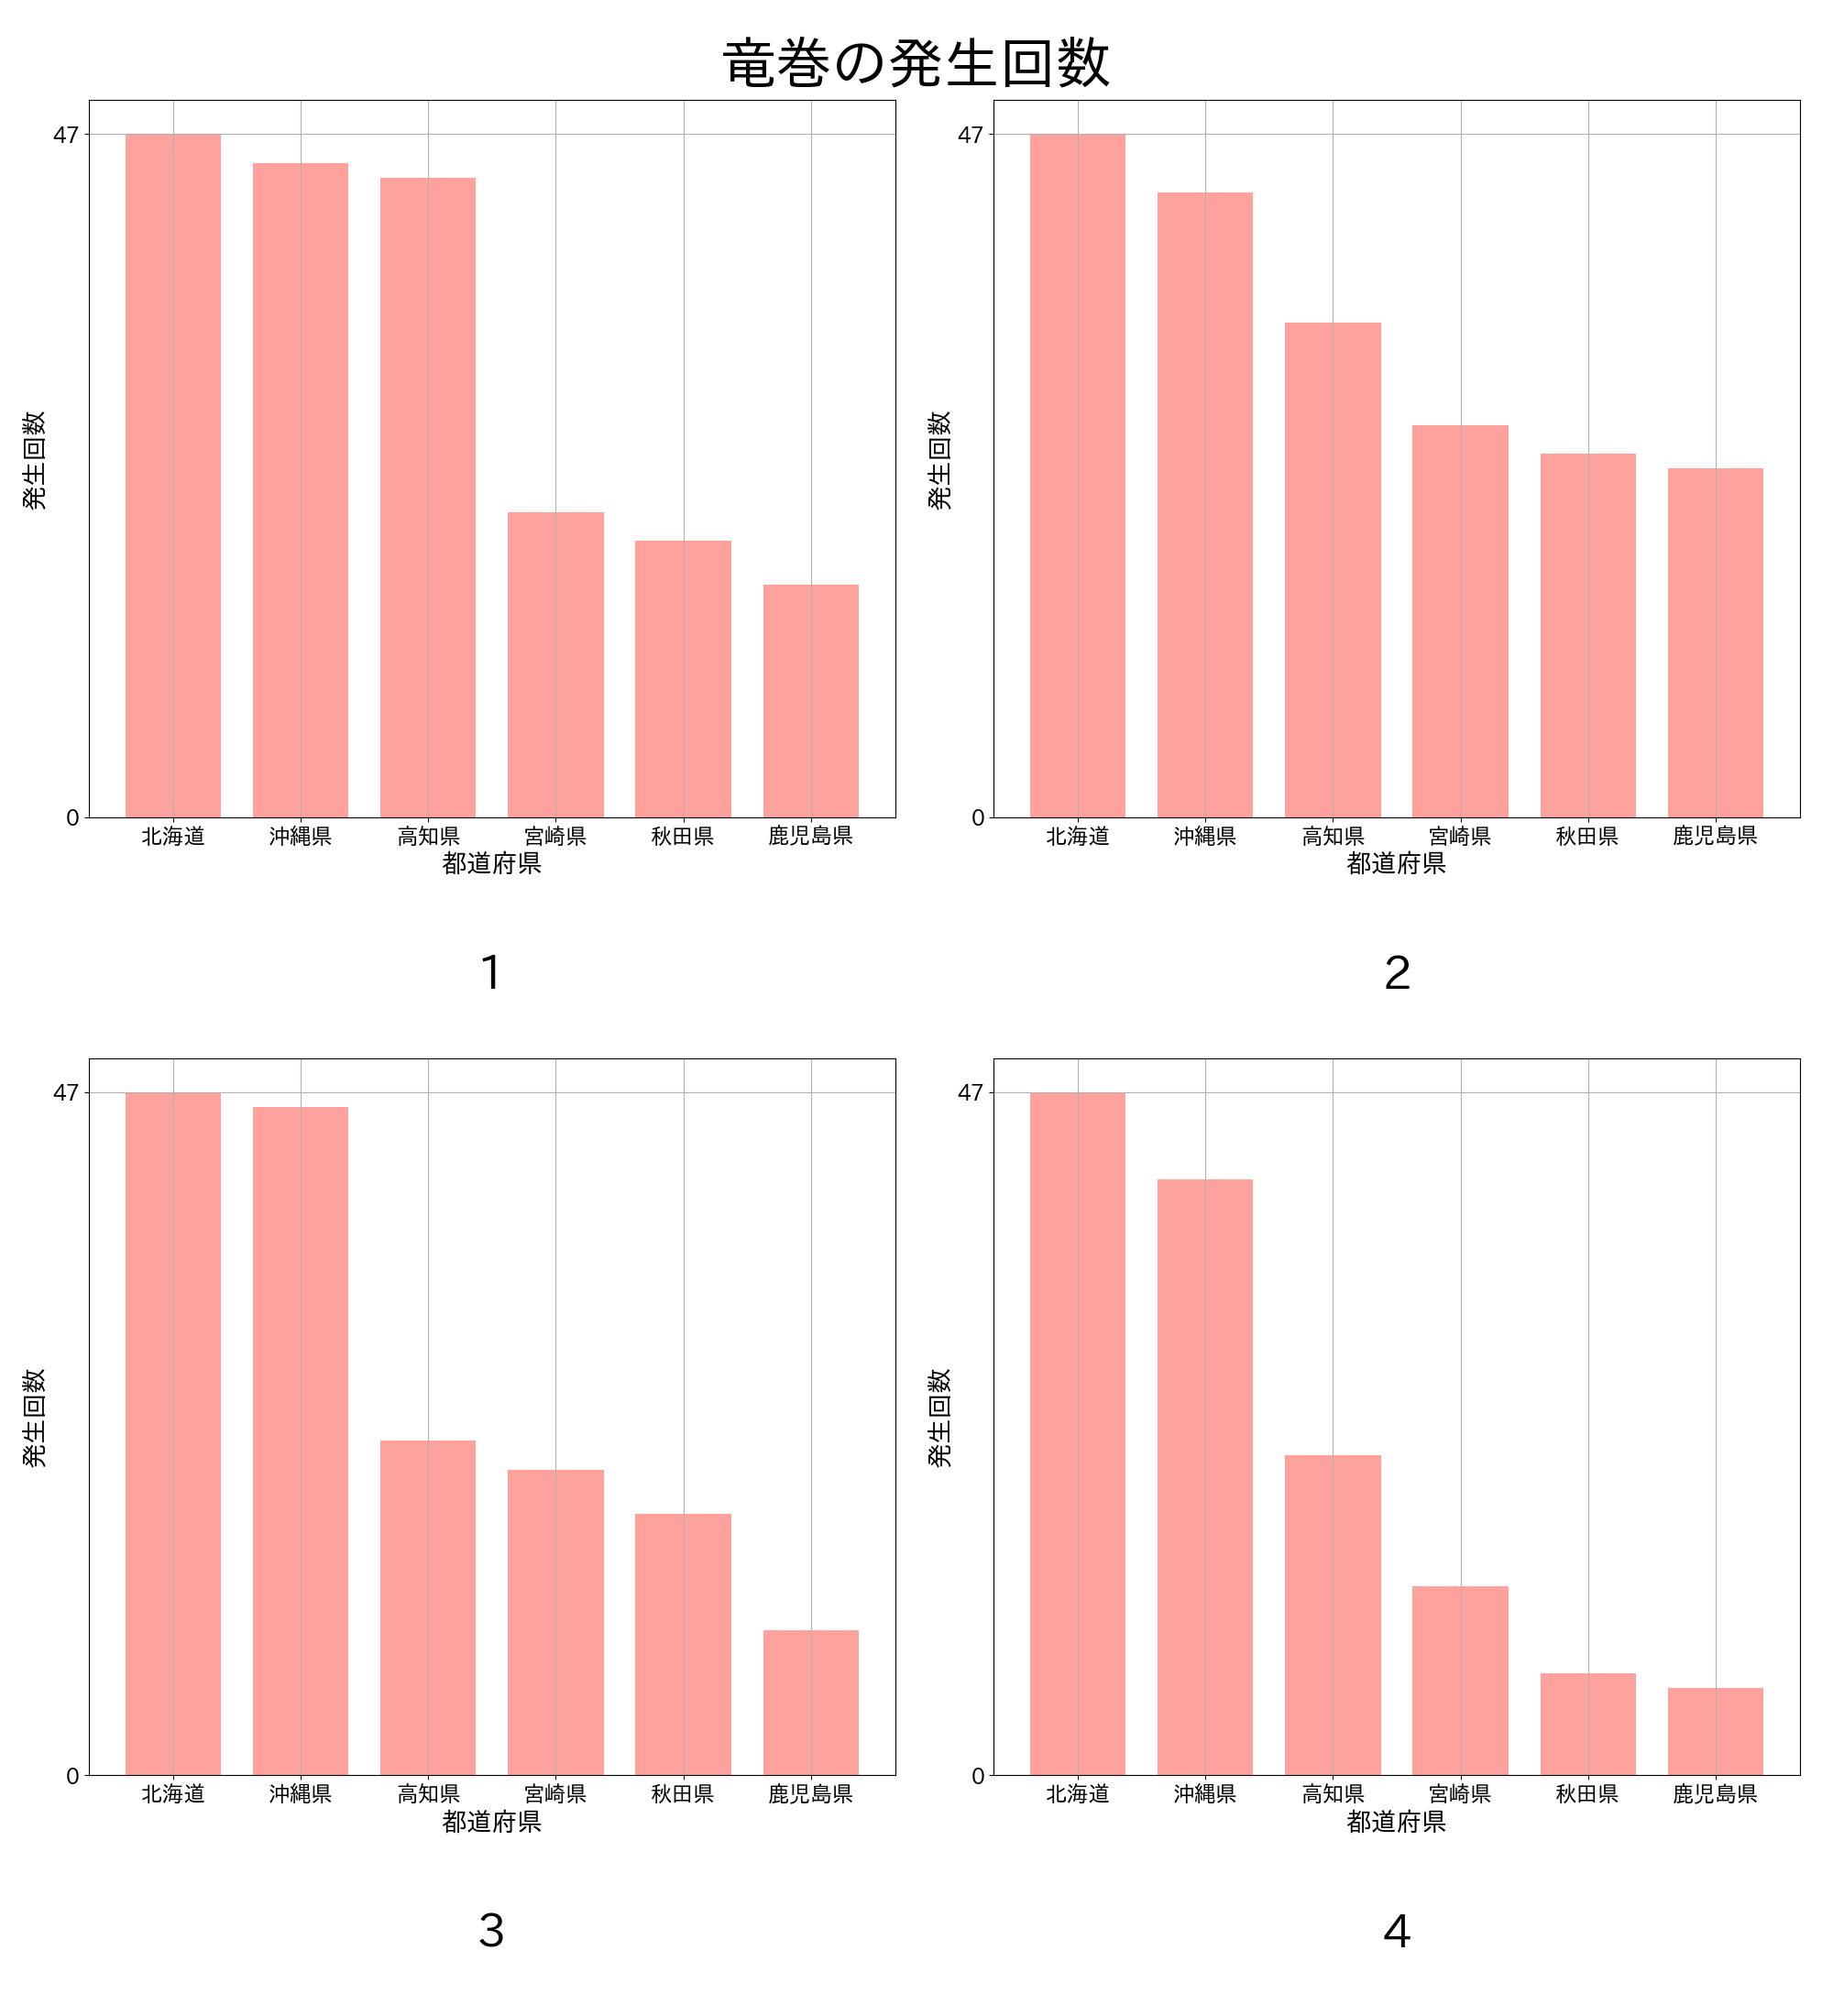 竜巻の発生回数
47
0
発生回数
北海道 沖縄県 高知県 宮崎県 秋田県 鹿児島県
都道府県
1
47
0
発生回数
北海道 沖縄県 高知県 宮崎県 秋田県 鹿児島県
都道府県
2
47
0
発生回数
北海道 沖縄県 高知県 宮崎県 秋田県 鹿児島県
都道府県
3
47
0
発生回数
北海道 沖縄県 高知県 宮崎県 秋田県 鹿児島県
都道府県
4